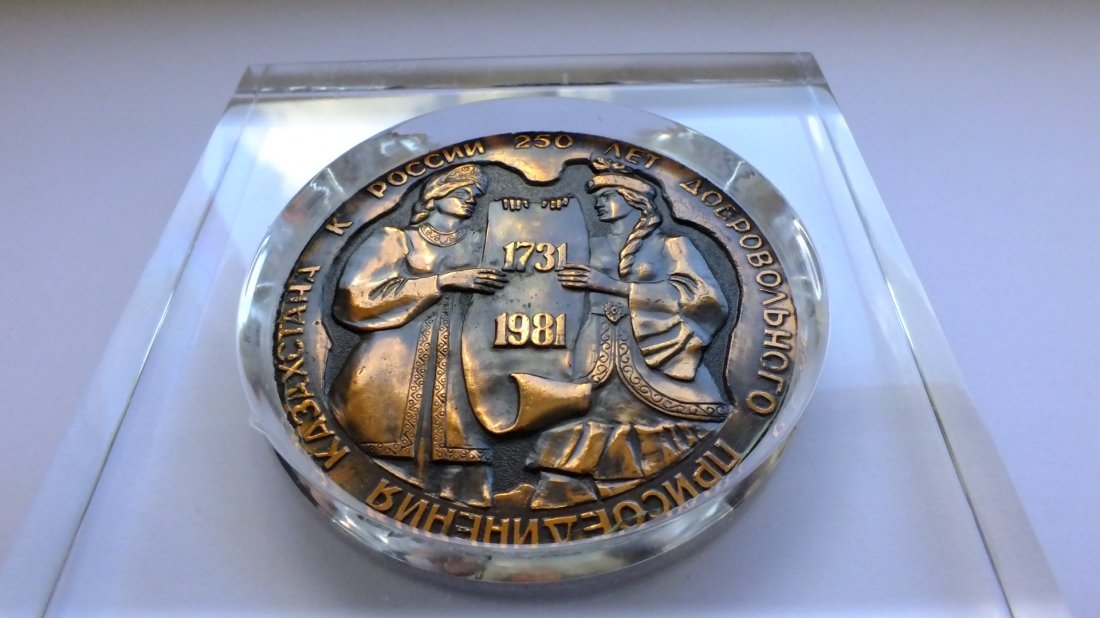 250 ЛЕТ ДОБРОВОЛЬНОГО ПРИСОЕДИНЕНИЯ КАЗАХСТАНА К РОССИИ
1731
1981